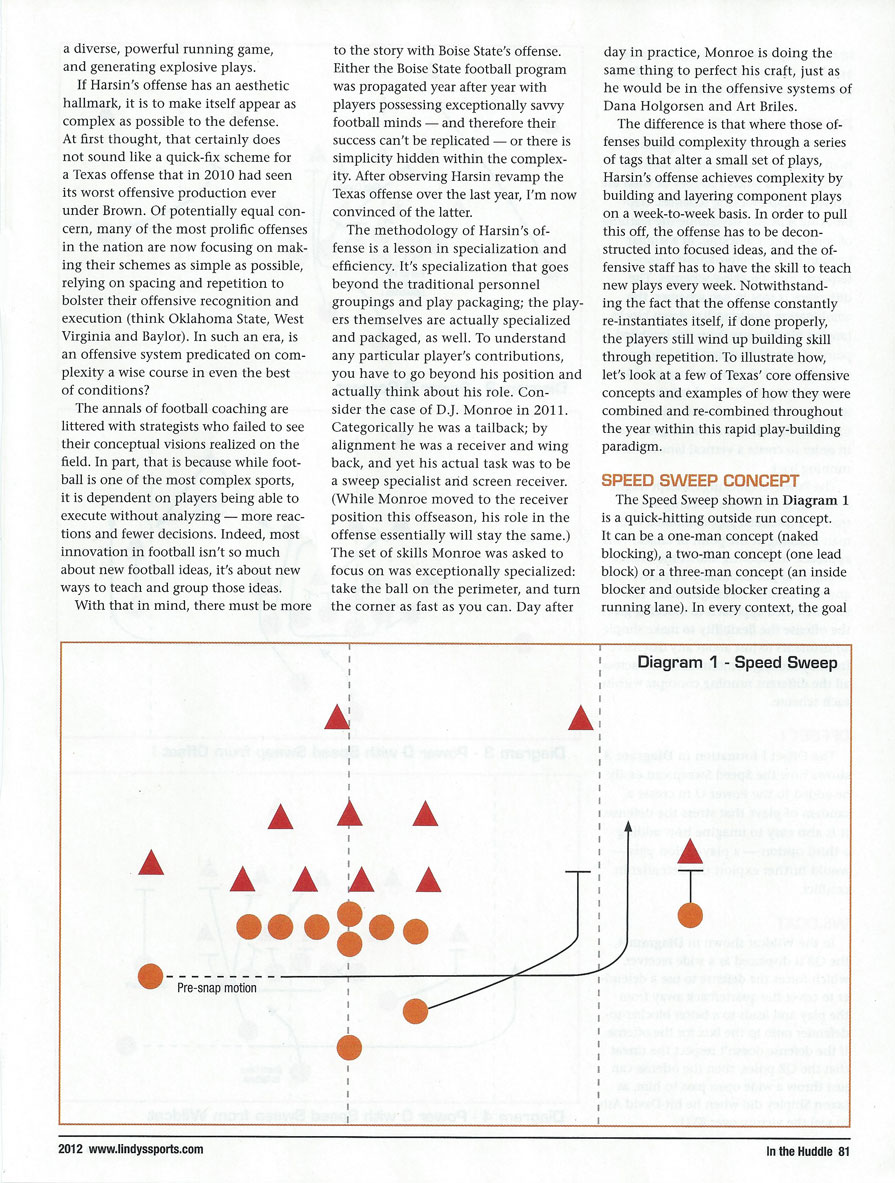 a diverse, powerful running game,
and generating explosive plays.
If Harsin's offense has an aesthetic
hallmark, it is to make itself appear as
complex as possible to the defense.
At first thought, that certainly does
not sound like a quick-fix scheme for
a Texas offense that in 2010 had seen
its worst offensive production ever
under Brown. Of potentially equal con-
cern, many of the most prolific offenses
in the nation are now focusing on mak-
ing their schemes as simple as possible,
relying on spacing and repetition to
bolster their offensive recognition and
execution (think Oklahoma State, West
Virginia and Baylor). In such an era, is
an offensive system predicated on com-
plexity a wise course in even the best
of conditions?
The annals of football coaching are
littered with strategists who failed to see
their conceptual visions realized on the
field. In part, that is because while foot-
ball is one of the most complex sports,
it is dependent on players being able to
execute without analyzing — more reac-
tions and fewer decisions. Indeed, most
innovation in football isn't so much
about new football ideas, it's about new
ways to teach and group those ideas.
With that in mind, there must be more
to the story with Boise State's offense.
Either the Boise State football program
was propagated year after year with
players possessing exceptionally savvy
football minds — and therefore their
success can't be replicated — or there is
simplicity hidden within the complex-
ity. After observing Harsin revamp the
Texas offense over the last year, I'm now
convinced of the latter.
The methodology of Harsin's of-
fense is a lesson in specialization and
efficiency. It's specialization that goes
beyond the traditional personnel
groupings and play packaging; the play-
ers themselves are actually specialized
and packaged, as well. To understand
any particular player's contributions,
you have to go beyond his position and
actually think about his role. Con-
sider the case of D.J. Monroe in 2011.
Categorically he was a tailback; by
alignment he was a receiver and wing
back, and yet his actual task was to be
a sweep specialist and screen receiver.
(While Monroe moved to the receiver
position this offseason, his role in the
offense essentially will stay the same.)
The set of skills Monroe was asked to
focus on was exceptionally specialized:
take the ball on the perimeter, and turn
the corner as fast as you can. Day after
day in practice, Monroe is doing the
same thing to perfect his craft, just as
he would be in the offensive systems of
Dana Holgorsen and Art Briles.
The difference is that where those of-
fenses build complexity through a series
of tags that alter a small set of plays,
Harsin's offense achieves complexity by
building and layering component plays
on a week-to-week basis. In order to pull
this off, the offense has to be decon-
structed into focused ideas, and the of-
fensive staff has to have the skill to teach
new plays every week. Notwithstand-
ing the fact that the offense constantly
re-instantiates itself, if done properly,
the players still wind up building skill
through repetition. To illustrate how,
let's look at a few of Texas' core offensive
concepts and examples of how they were
combined and re-combined throughout
the year within this rapid play-building
paradigm.
SPEED SWEEP CONCEPT
The Speed Sweep shown in Diagram 1
is a quick-hitting outside run concept.
It can be a one-man concept (naked
blocking), a two-man concept (one lead
block) or a three-man concept (an inside
blocker and outside blocker creating a
running lane). In every context, the goal
Diagram 1 - Speed Sweep
Pre-snap motion
2012 www.lindyssports.com
In the Huddle 81